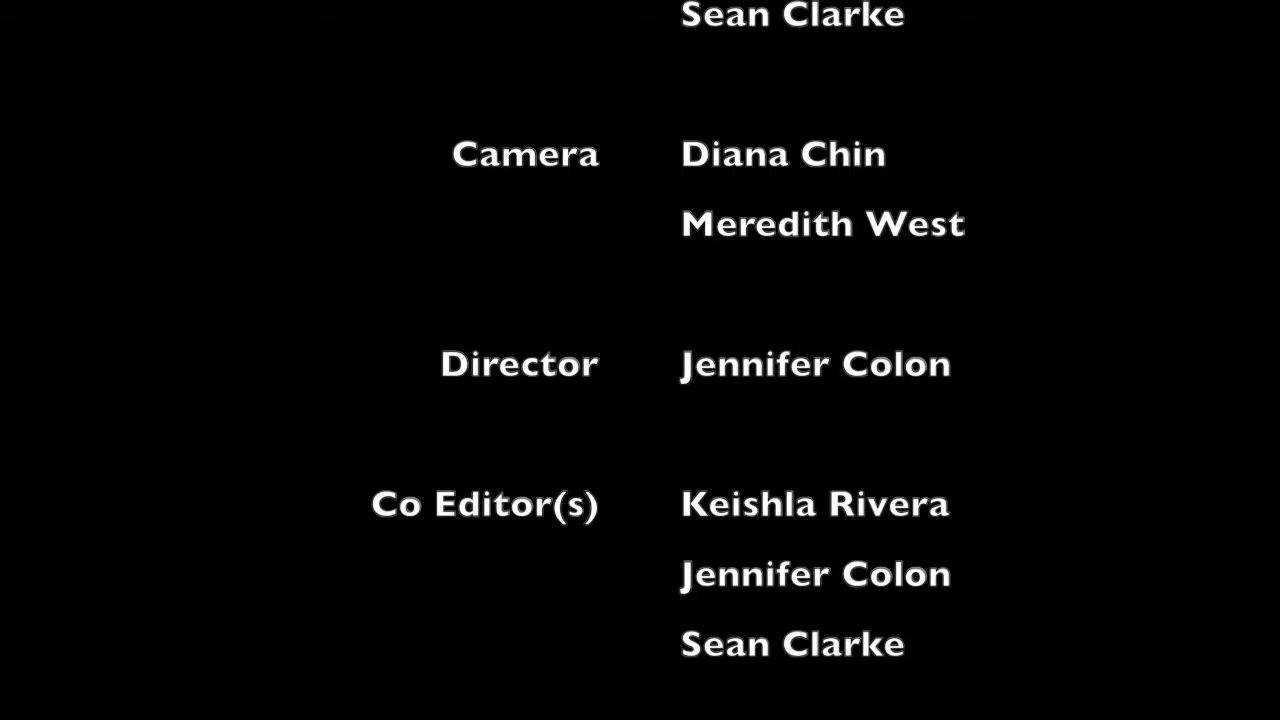 Sean Clarke
Camera Diana Chin
Meredith West
Director Jennifer Colon
Co Editor(s) Keishla Rivera
Jennifer Colon
Sean Clarke